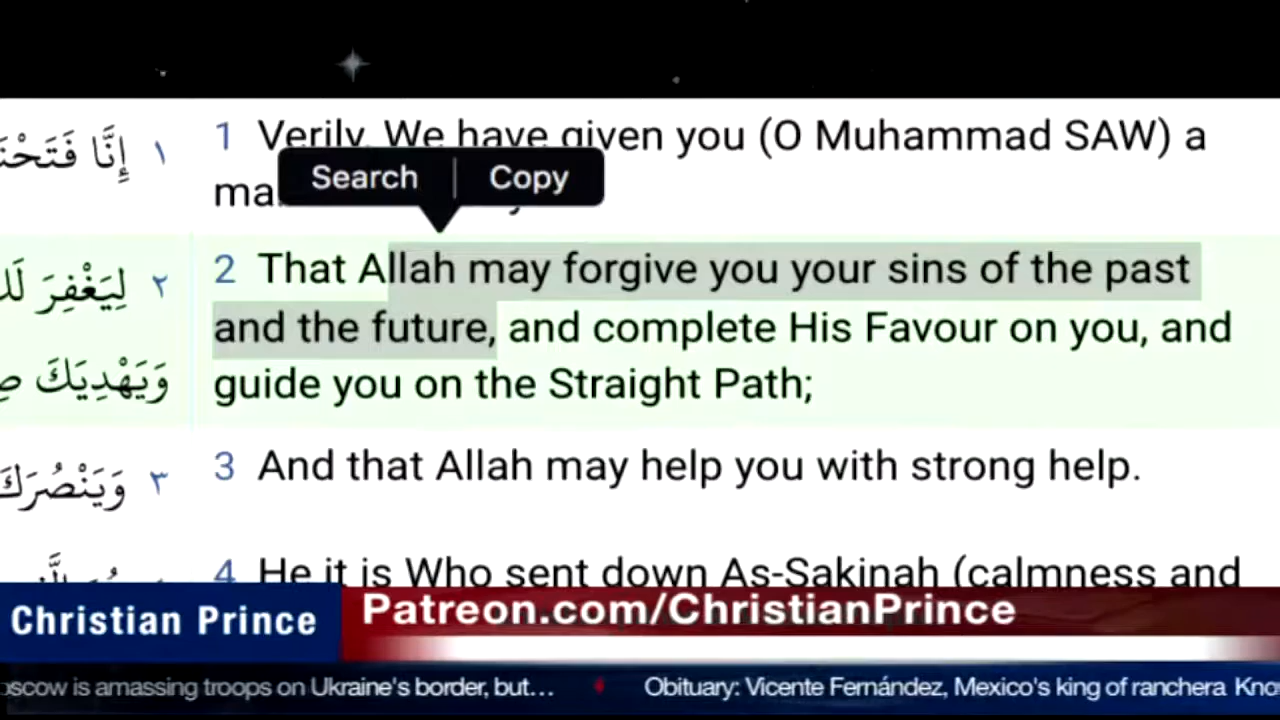 إِنَّا فَتَحْنَا ١
1 Verily, We have given you (O Muhammad SAW) a
Search Copy
لِيَغْفِرَ ٢
2 That Allah may forgive you your sins of the past
and the future, and complete His Favour on you, and
وَيَهْدِيَكَ
guide you on the Straight Path;
وَيَنْصُرَكَ ٣
3 And that Allah may help you with strong help.
4 He it is Who sent down As-Sakinah (calmness and
Christian Prince
Patreon.com/ChristianPrince
is amassing troops on Ukraine's border, but...
Obituary: Vicente Fernández, Mexico's king of ranchera